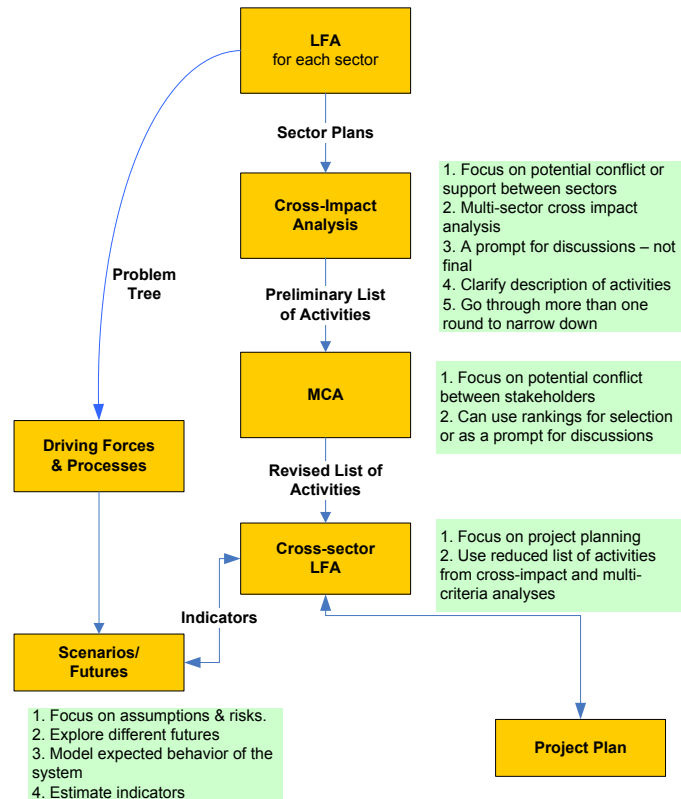 LFA
for each sector
Sector Plans
1. Focus on potential conflict or
support between sectors
2. Multi-sector cross impact
analysis
3. A prompt for discussions – not
final
4. Clarify description of activities
5. Go through more than one
round to narrow down
Cross-Impact
Analysis
Problem
Tree
Preliminary List
of Activities
MCA
1. Focus on potential conflict
between stakeholders
2. Can use rankings for selection
or as a prompt for discussions
Driving Forces
& Processes
Revised List of
Activities
Cross-sector
LFA
1. Focus on project planning
2. Use reduced list of activities
from cross-impact and multi-
criteria analyses
Indicators
Scenarios/
Futures
1. Focus on assumptions & risks.
2. Explore different futures
3. Model expected behavior of the
system
4. Estimate indicators
Project Plan